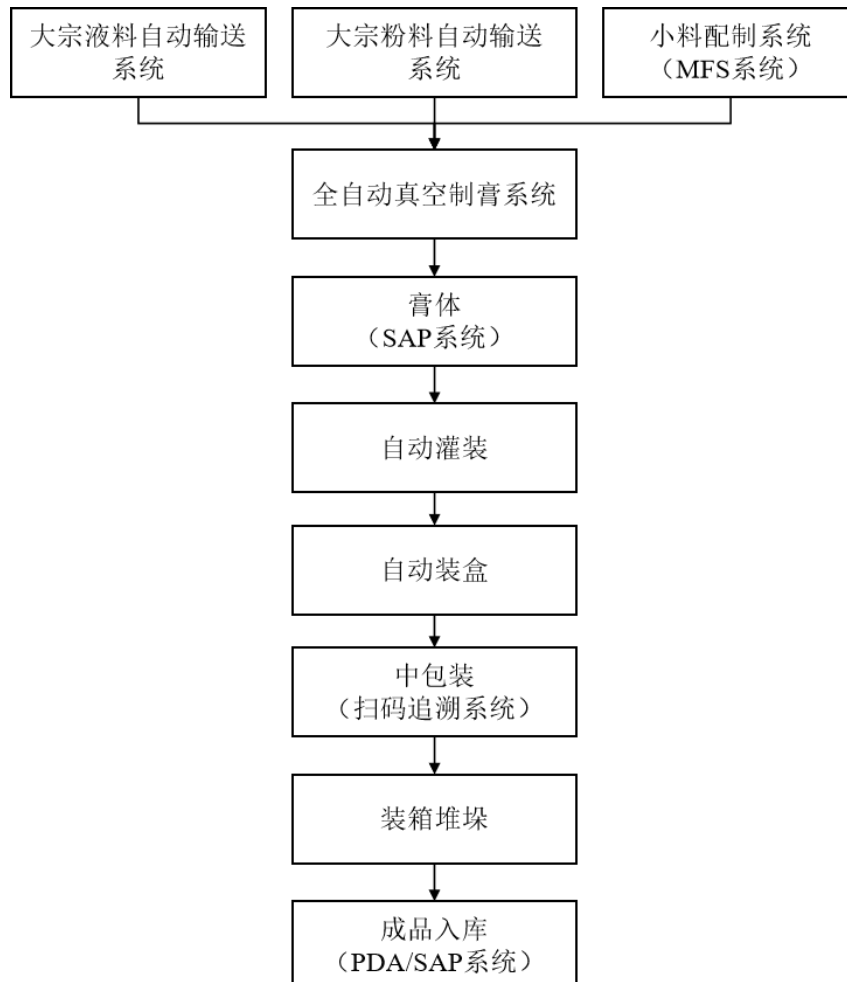 大宗液料自动输送
系统
大宗粉料自动输送
系统
小料配制系统
（MFS系统）
全自动真空制膏系统
膏体
（SAP系统）
自动灌装
自动装盒
中包装
（扫码追溯系统）
装箱堆垛
成品入库
（PDA/SAP系统）